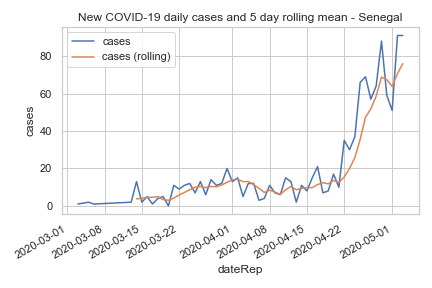 New COVID-19 daily cases and 5 day rolling mean - Senegal
cases
cases (rolling)
cases
80
60
40
20
0
2020-03-01
2020-03-08
2020-03-15
2020-03-22
2020-04-01
2020-04-08
2020-04-15
2020-04-22
2020-05-01
dateRep